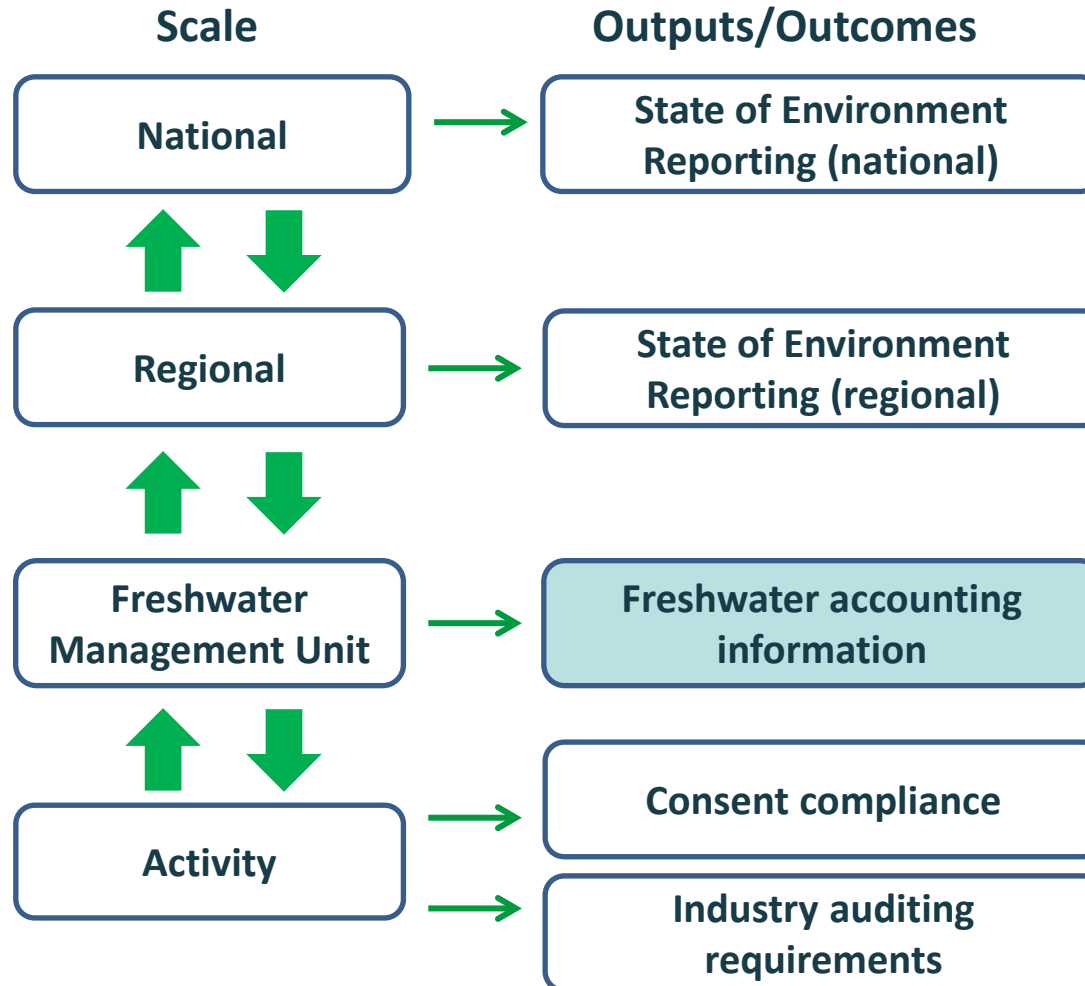 Scale
Outputs/Outcomes
National
State of Environment
Reporting (national)
Regional
State of Environment
Reporting (regional)
Freshwater
Management Unit
Freshwater accounting
information
Activity
Consent compliance
Industry auditing
requirements